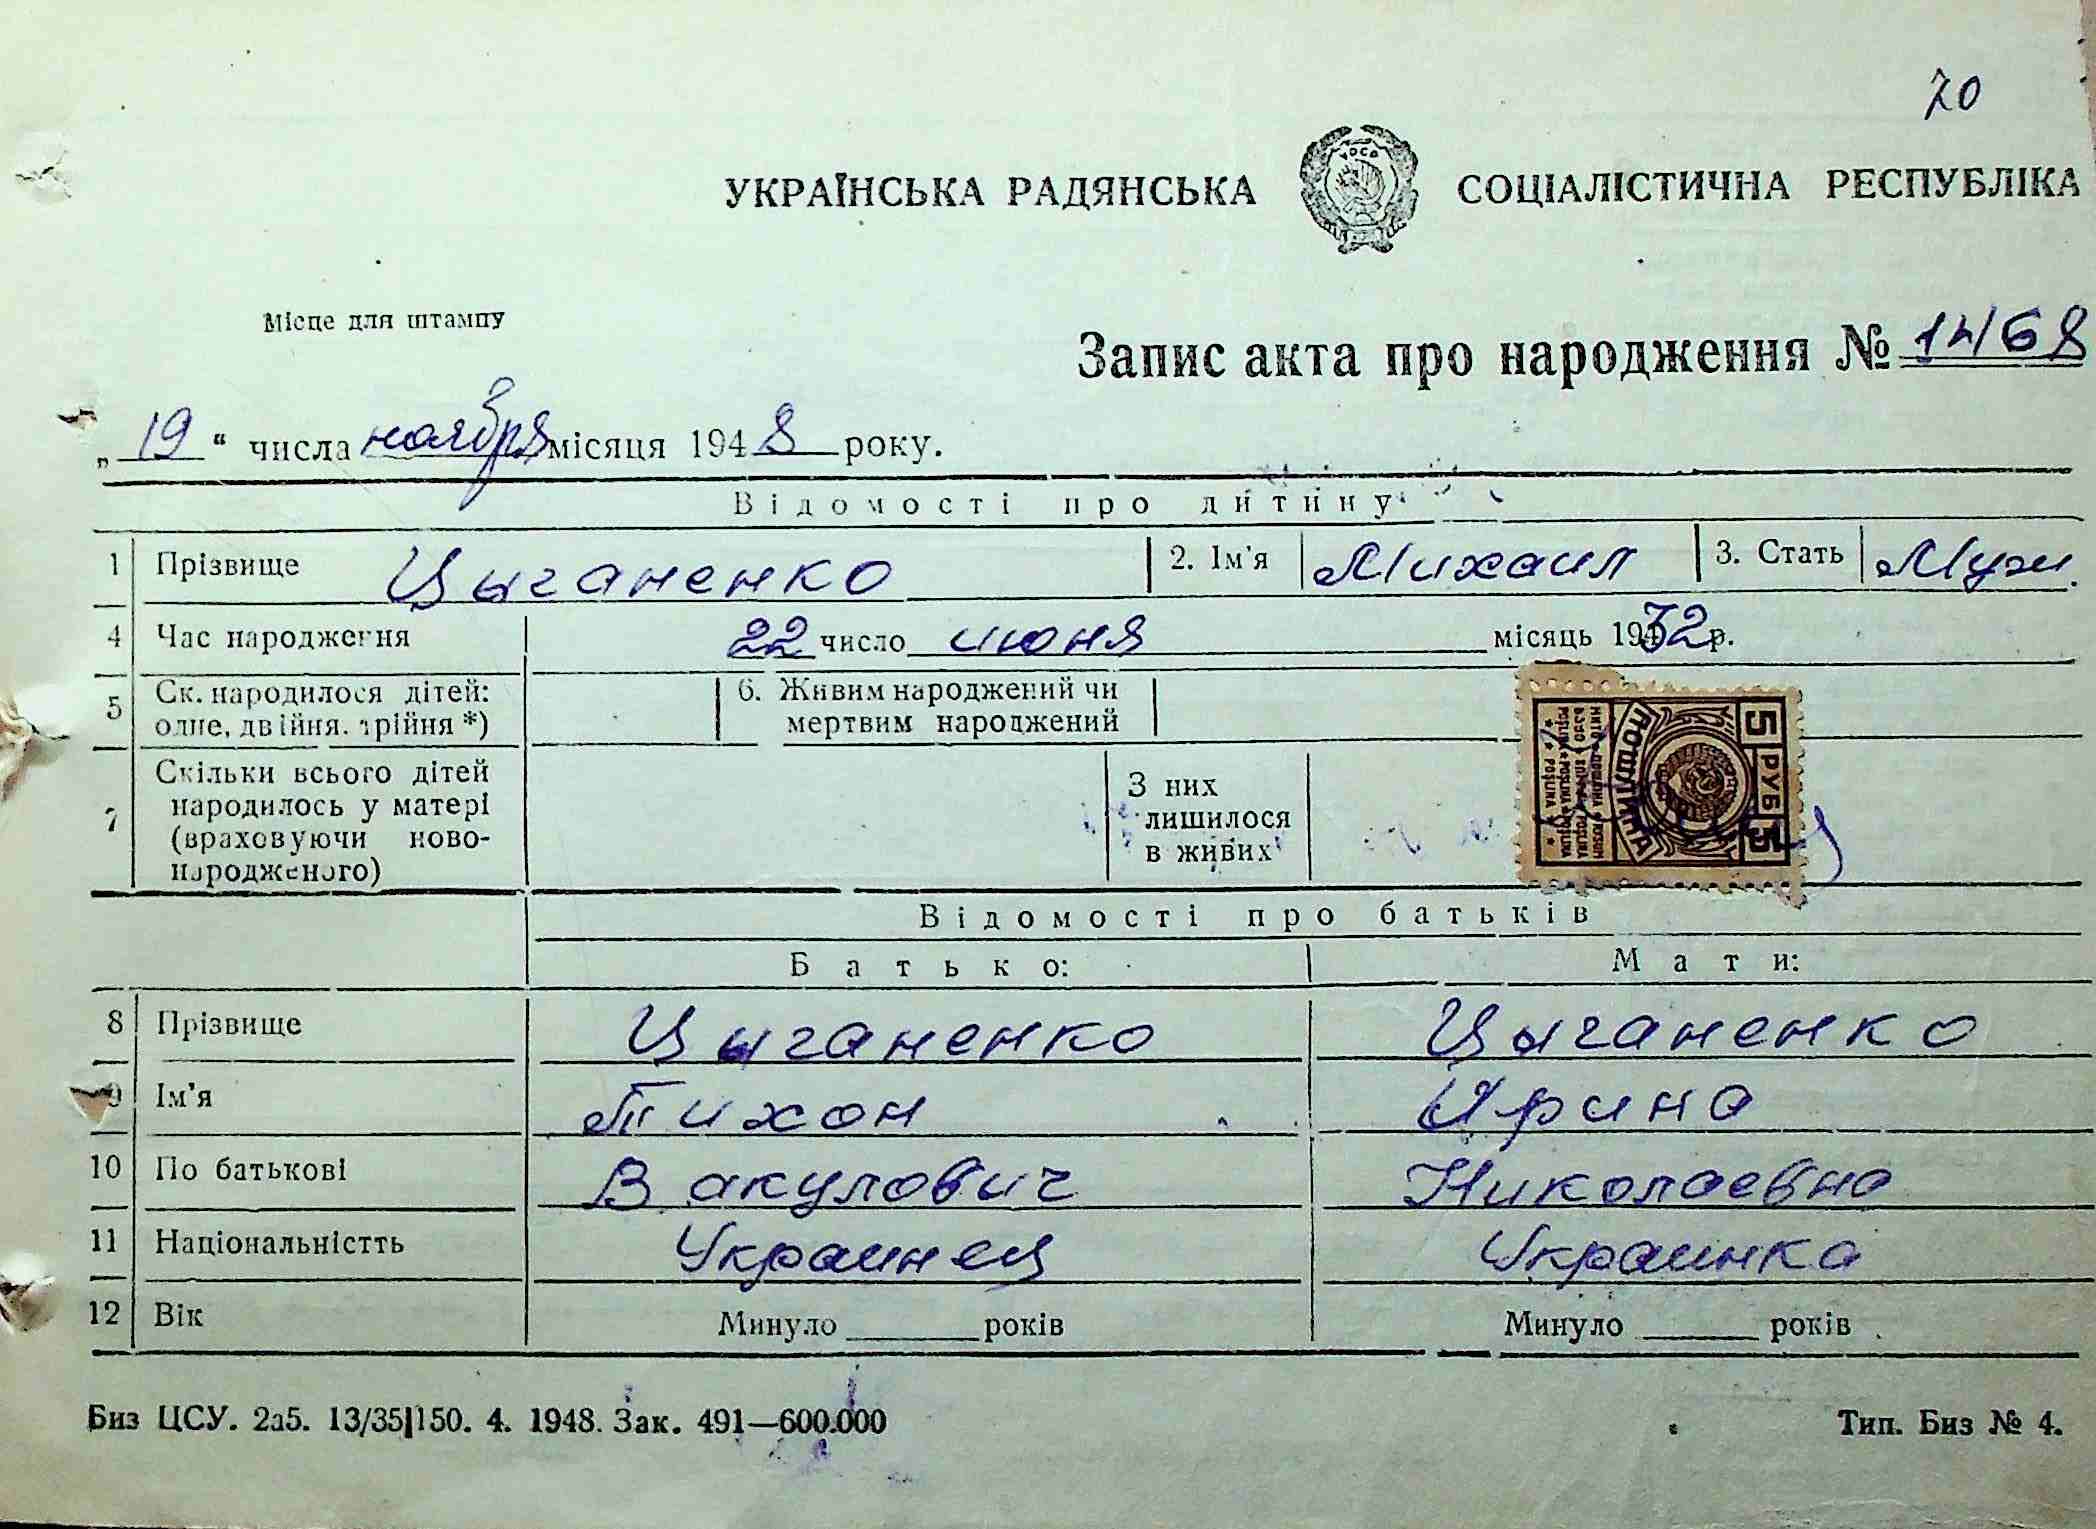 70
УКРАЇНСЬКА РАДЯНСЬКА СОЦІАЛІСТИЧНА РЕСПУБЛІКА
Місце для штампу
Запис акта про народження № 1468
„19“ числа ноября місяця 1948 року.
Відомості про дитину
1 Прізвище Цыганенко 2. Ім'я Михаил 3. Стать Муж.
4 Час народження 22 число июня місяць 1932 р.
5 Ск. народилося дітей: одне, двійня, трійня *) 6. Живим народжений чи мертвим народжений
7 Скільки всього дітей народилось у матері (враховуючи ново-народженого) З них лишилося в живих
5 РУБ 5
ПОШЛИНА
Відомості про батьків
Батько: Мати:
8 Прізвище Цыганенко Цыганенко
9 Ім'я Тихон Ирина
10 По батькові Вакулович Николаевна
11 Національністть Украинец Украинка
12 Вік Минуло років Минуло років
Биз ЦСУ. 2а5. 13/35|150. 4. 1948. Зак. 491—600.000 Тип. Биз № 4.